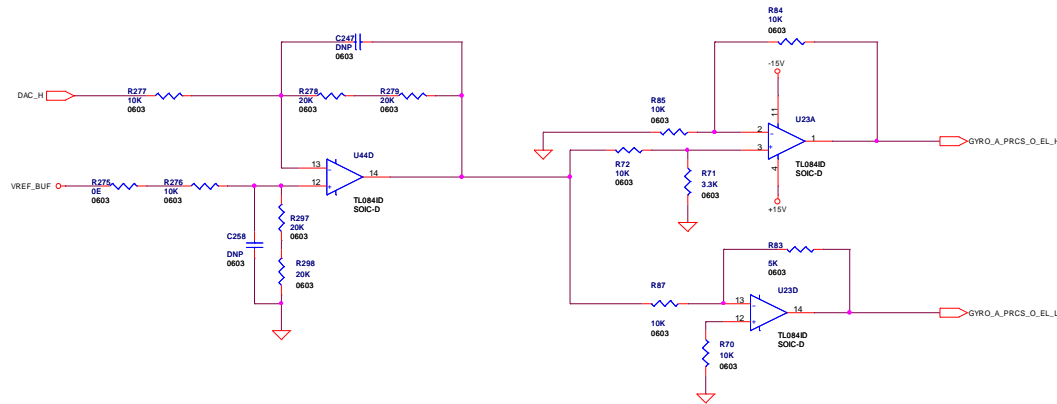 R84
10K
0603
C247
DNP
0603
-15V
DAC_H
R277
10K
0603
R278
20K
0603
R279
20K
0603
R85
10K
0603
11
U23A
2
3
1
4
GYRO_A_PRCS_O_EL_H
TL084ID
SOIC-D
+15V
R72
10K
0603
R71
3.3K
0603
U44D
13
12
14
TL084ID
SOIC-D
VREF_BUF
R275
0E
0603
R276
10K
0603
R297
20K
0603
C258
DNP
0603
R298
20K
0603
R83
5K
0603
R87
10K
0603
U23D
13
12
14
TL084ID
SOIC-D
GYRO_A_PRCS_O_EL_L
R70
10K
0603